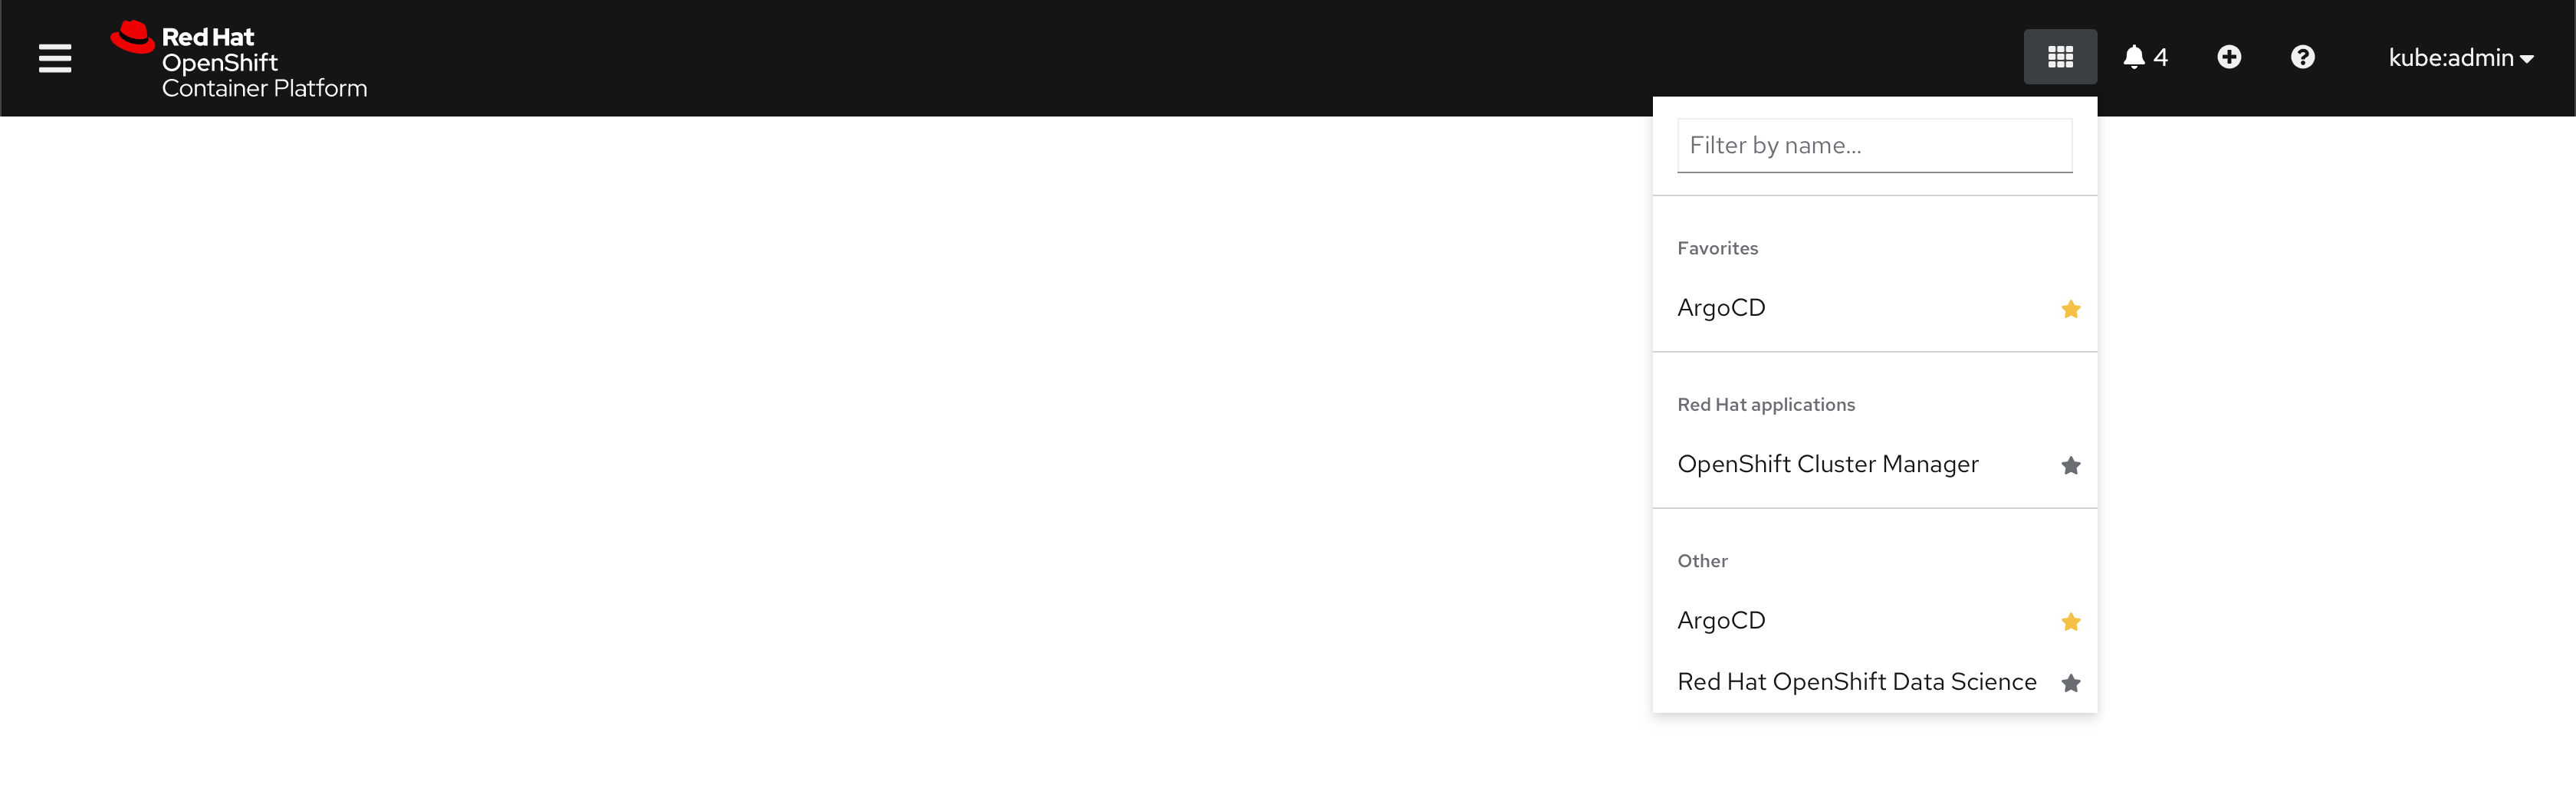 Red Hat
OpenShift
Container Platform
4
kube:admin
Filter by name...
Favorites
ArgoCD
Red Hat applications
OpenShift Cluster Manager
Other
ArgoCD
Red Hat OpenShift Data Science